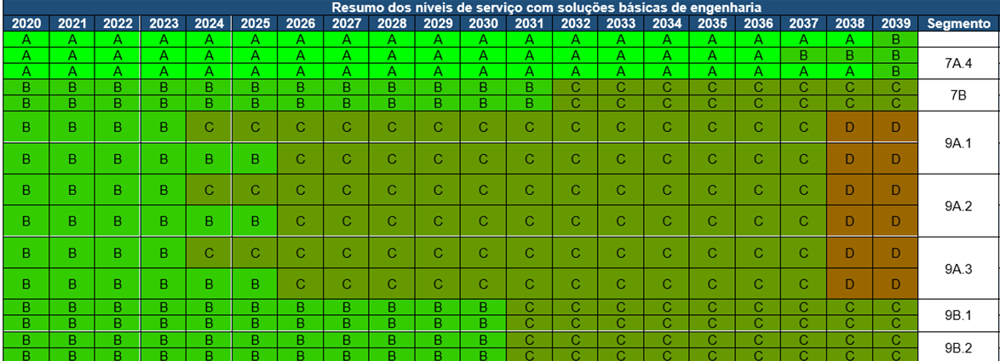 Resumo dos níveis de serviço com soluções básicas de engenharia
2020 2021 2022 2023 2024 2025 2026 2027 2028 2029 2030 2031 2032 2033 2034 2035 2036 2037 2038 2039 Segmento
A A A A A A A A A A A A A A A A A A A B
A A A A A A A A A A A A A A A A A B B B
7A.4
A A A A A A A A A A A A A A A A A A A B
B B B B B B B B B B B B C C C C C C C C
7B
B B B B B B B B B B B B C C C C C C C C
B B B B C C C C C C C C C C C C C C D D
9A.1
B B B B B B C C C C C C C C C C C C D D
B B B B C C C C C C C C C C C C C C D D
9A.2
B B B B B B C C C C C C C C C C C C D D
B B B B C C C C C C C C C C C C C C D D
9A.3
B B B B B B C C C C C C C C C C C C D D
B B B B B B B B B B B C C C C C C C C C
9B.1
B B B B B B B B B B B C C C C C C C C C
B B B B B B B B B B B C C C C C C C C C
9B.2
B B B B B B B B B B B C C C C C C C C C